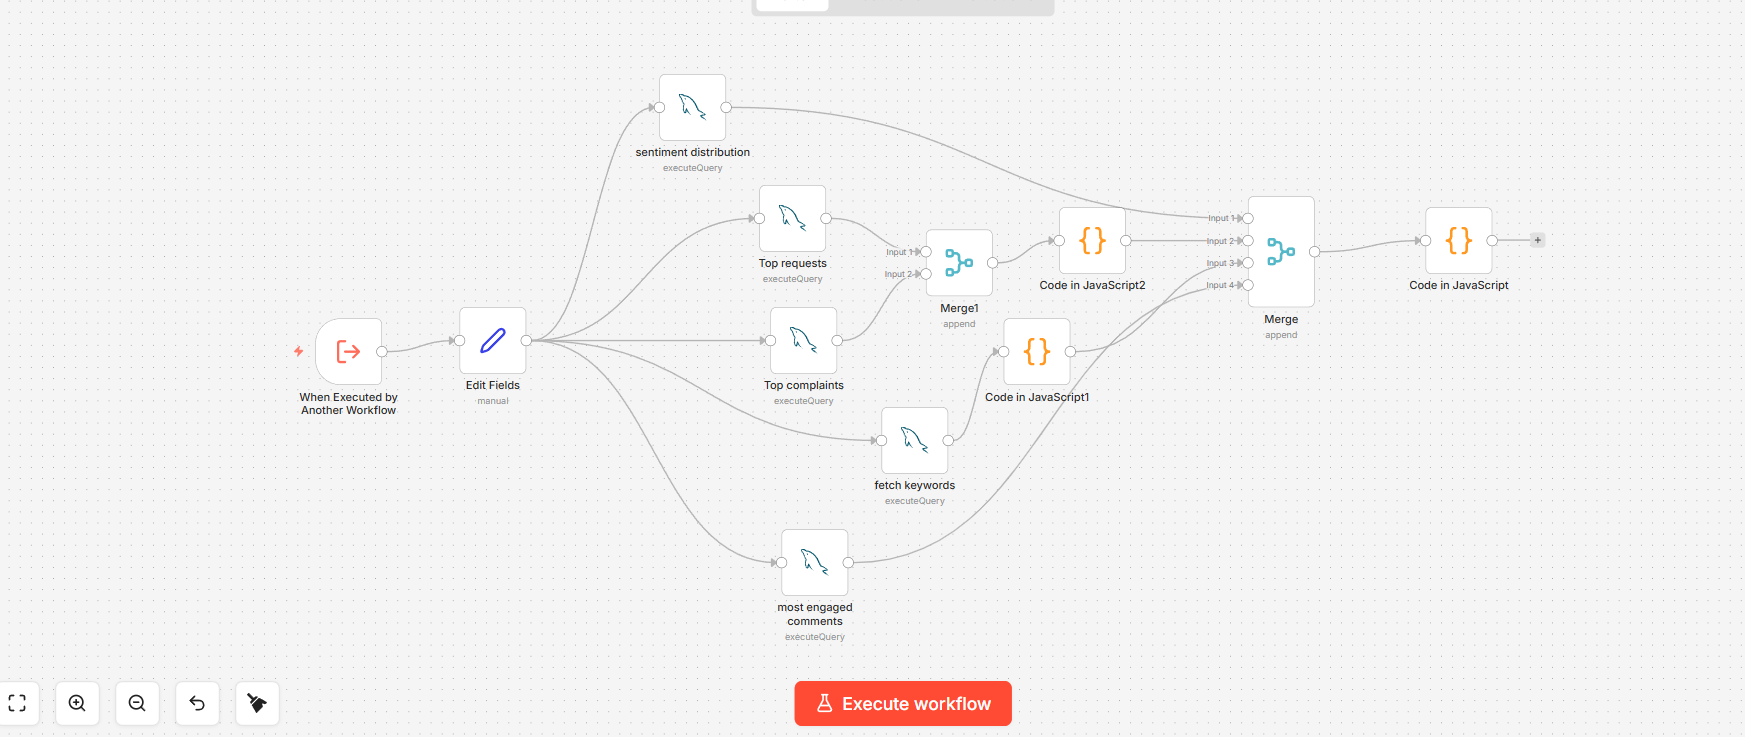 sentiment distribution
executeQuery
Top requests
executeQuery
Input 1
Input 2
Merge1
append
Code in JavaScript2
Input 1
Input 2
Input 3
Input 4
Merge
append
Code in JavaScript
When Executed by
Another Workflow
Edit Fields
manual
Top complaints
executeQuery
Code in JavaScript1
fetch keywords
executeQuery
most engaged
comments
executeQuery
Execute workflow